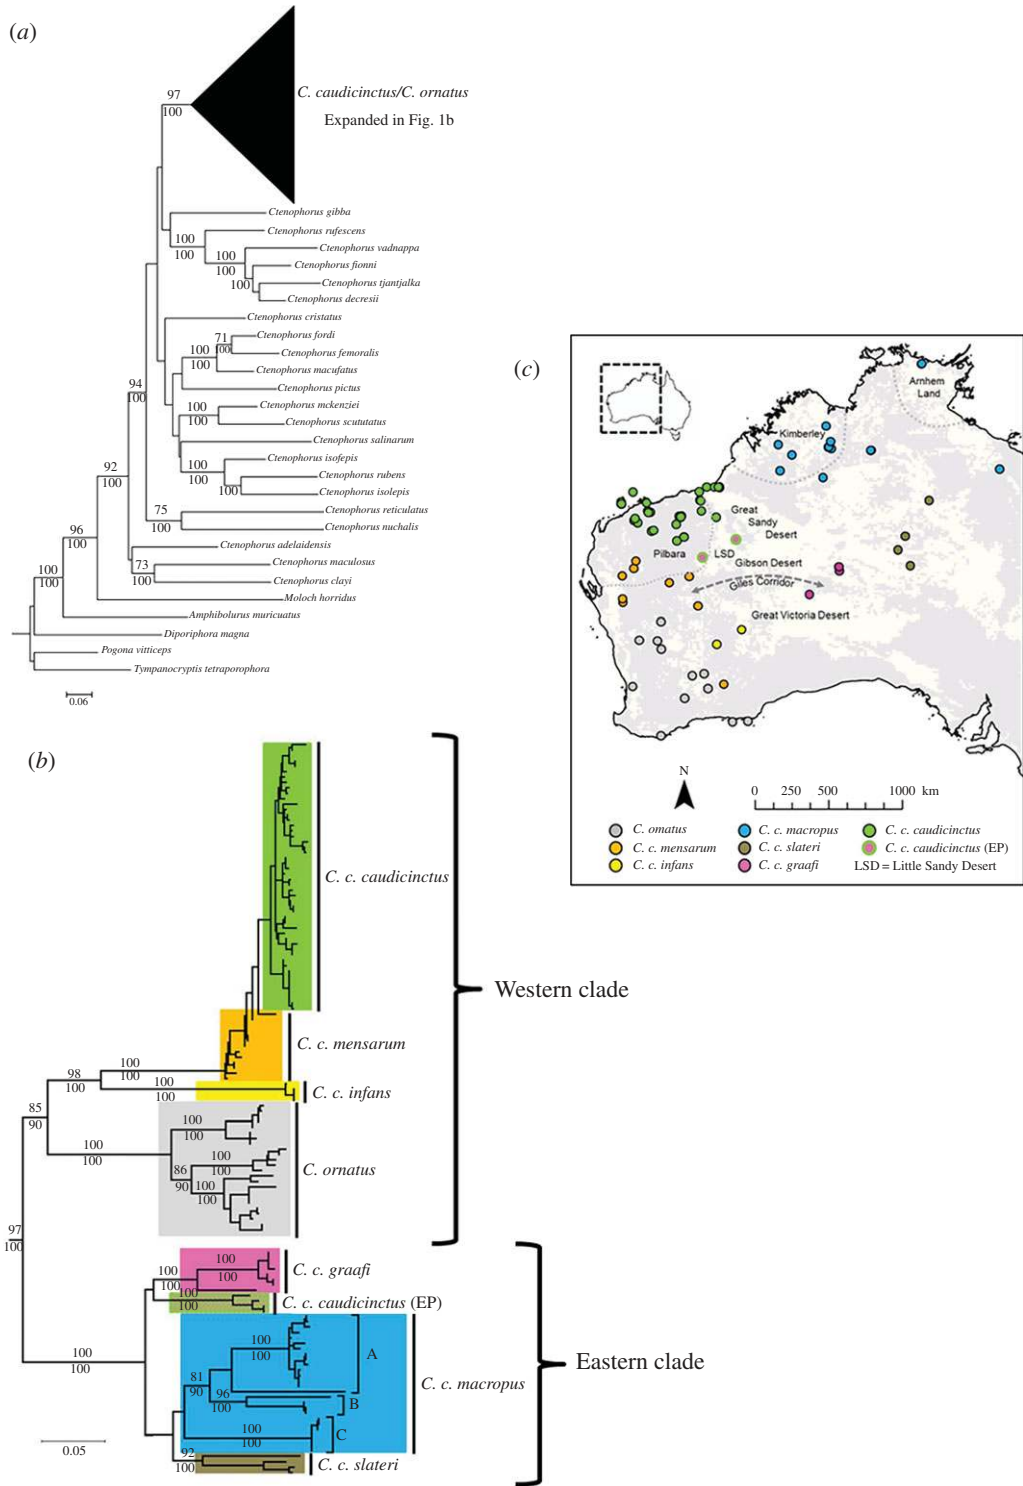 (a)
97
100
C. caudicinctus/C. ornatus
Expanded in Fig. 1b
Ctenophorus gibba
Ctenophorus rufescens
100
100
Ctenophorus vadnappa
100
100
Ctenophorus fionni
Ctenophorus tjantjalka
Ctenophorus decresii
Ctenophorus cristatus
Ctenophorus fordi
71
100
Ctenophorus femoralis
100
100
Ctenophorus macufatus
Ctenophorus pictus
94
100
Ctenophorus mckenziei
100
100
Ctenophorus scututatus
Ctenophorus salinarum
Ctenophorus isofepis
100
100
Ctenophorus rubens
100
Ctenophorus isolepis
92
100
Ctenophorus reticulatus
75
100
Ctenophorus nuchalis
96
100
Ctenophorus adelaidensis
Ctenophorus maculosus
73
100
Ctenophorus clayi
100
100
Moloch horridus
Amphibolurus muricuatus
Diporiphora magna
Pogona vitticeps
Tympanocryptis tetraporophora
0.06
(c)
Arnhem
Land
Kimberley
Great
Sandy
Desert
Pilbara
LSD
Gibson Desert
Giles Corridor
Great Victoria Desert
N
0 250 500 1000 km
C. ornatus
C. c. macropus
C. c. caudicinctus
C. c. mensarum
C. c. slateri
C. c. caudicinctus (EP)
C. c. infans
C. c. graafi
LSD = Little Sandy Desert
(b)
C. c. caudicinctus
Western clade
C. c. mensarum
100
100
98
100
100
100
C. c. infans
85
90
100
100
100
100
C. ornatus
100
100
86
90
100
100
97
100
100
100
C. c. graafi
100
100
100
C. c. caudicinctus (EP)
100
100
A
100
100
Eastern clade
C. c. macropus
81
90
96
B
C
100
100
0.05
92
100
C. c. slateri